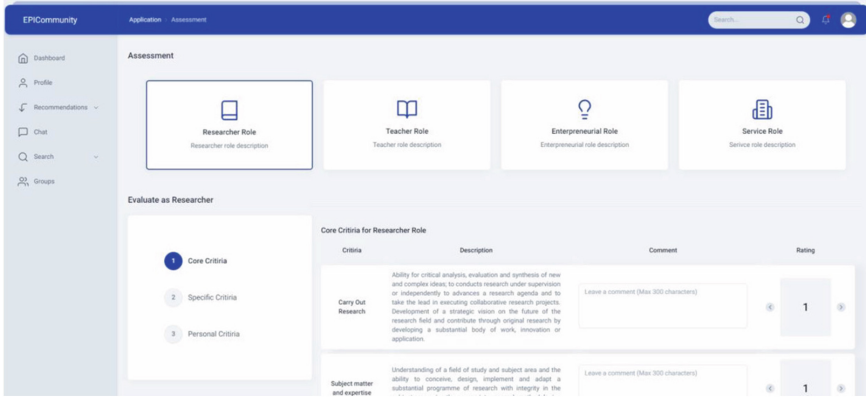 EPICommunity
Application Assessment
Search...
Dashboard
Profile
Recommendations
Chat
Search
Groups
Assessment
Researcher Role
Researcher role description
Teacher Role
Teacher role description
Enterpreneurial Role
Enterpreneurial role description
Service Role
Serivce role description
Evaluate as Researcher
1 Core Critiria
2 Specific Critiria
3 Personal Critiria
Core Critiria for Researcher Role
Critiria Description Comment Rating
Carry Out
Research
Ability for critical analysis, evaluation and synthesis of new
and complex ideas; to conducts research under supervision
or independently to advances a research agenda and to
take the lead in executing collaborative research projects.
Development of a strategic vision on the future of the
research field and contribute through original research by
developing a substantial body of work, innovation or
application.
Leave a comment (Max 300 characters)
1
Subject matter
and expertise
Understanding of a field of study and subject area and the
ability to conceive, design, implement and adapt a
substantial programme of research with integrity in the
Leave a comment (Max 300 characters)
1